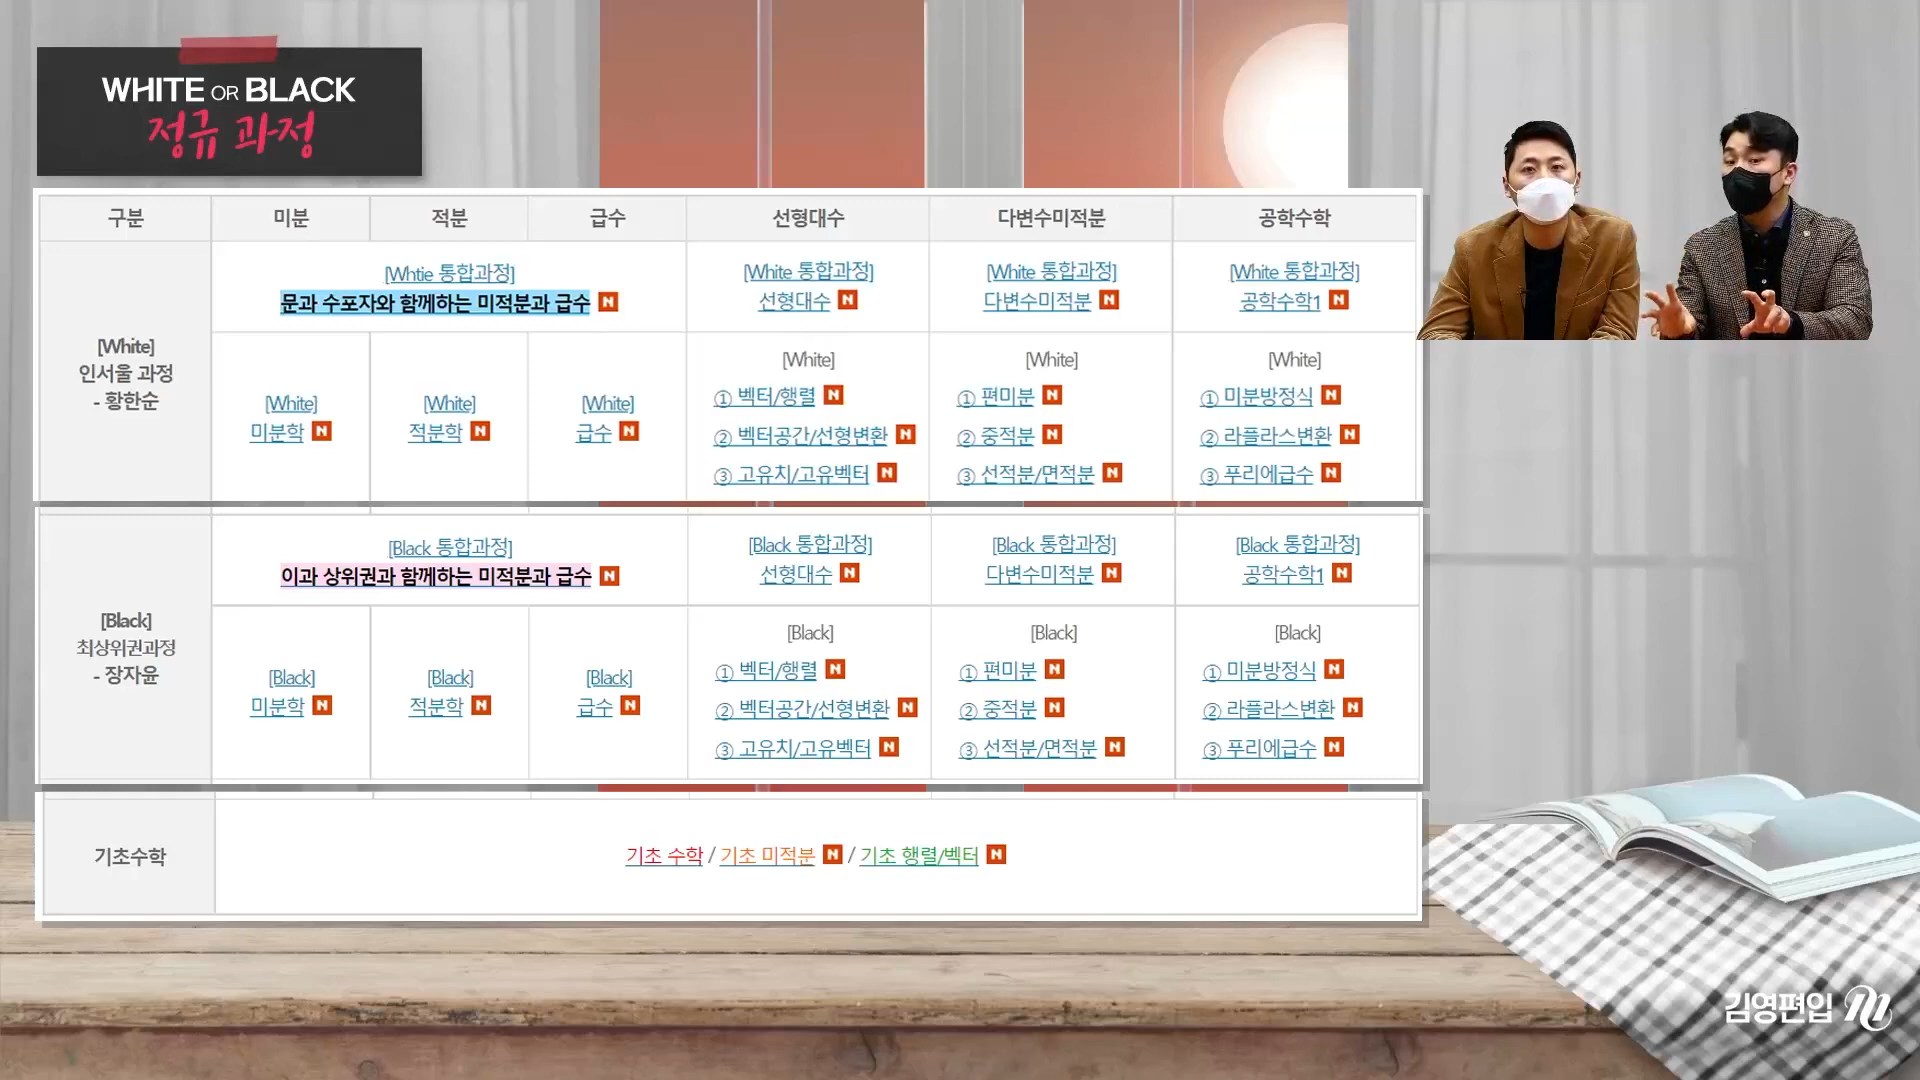 WHITE OR BLACK
정규 과정
구분 미분 적분 급수 선형대수 다변수미적분 공학수학
[White]
인서울 과정
- 황한순
[Whtie 통합과정]
문과 수포자와 함께하는 미적분과 급수 N
[White 통합과정]
선형대수 N
[White 통합과정]
다변수미적분 N
[White 통합과정]
공학수학1 N
[White]
미분학 N
[White]
적분학 N
[White]
급수 N
[White]
① 벡터/행렬 N
② 벡터공간/선형변환 N
③ 고유치/고유벡터 N
[White]
① 편미분 N
② 중적분 N
③ 선적분/면적분 N
[White]
① 미분방정식 N
② 라플라스변환 N
③ 푸리에급수 N
[Black]
최상위권과정
- 장자윤
[Black 통합과정]
이과 상위권과 함께하는 미적분과 급수 N
[Black 통합과정]
선형대수 N
[Black 통합과정]
다변수미적분 N
[Black 통합과정]
공학수학1 N
[Black]
미분학 N
[Black]
적분학 N
[Black]
급수 N
[Black]
① 벡터/행렬 N
② 벡터공간/선형변환 N
③ 고유치/고유벡터 N
[Black]
① 편미분 N
② 중적분 N
③ 선적분/면적분 N
[Black]
① 미분방정식 N
② 라플라스변환 N
③ 푸리에급수 N
기초수학
기초 수학 / 기초 미적분 N / 기초 행렬/벡터 N
김영편입